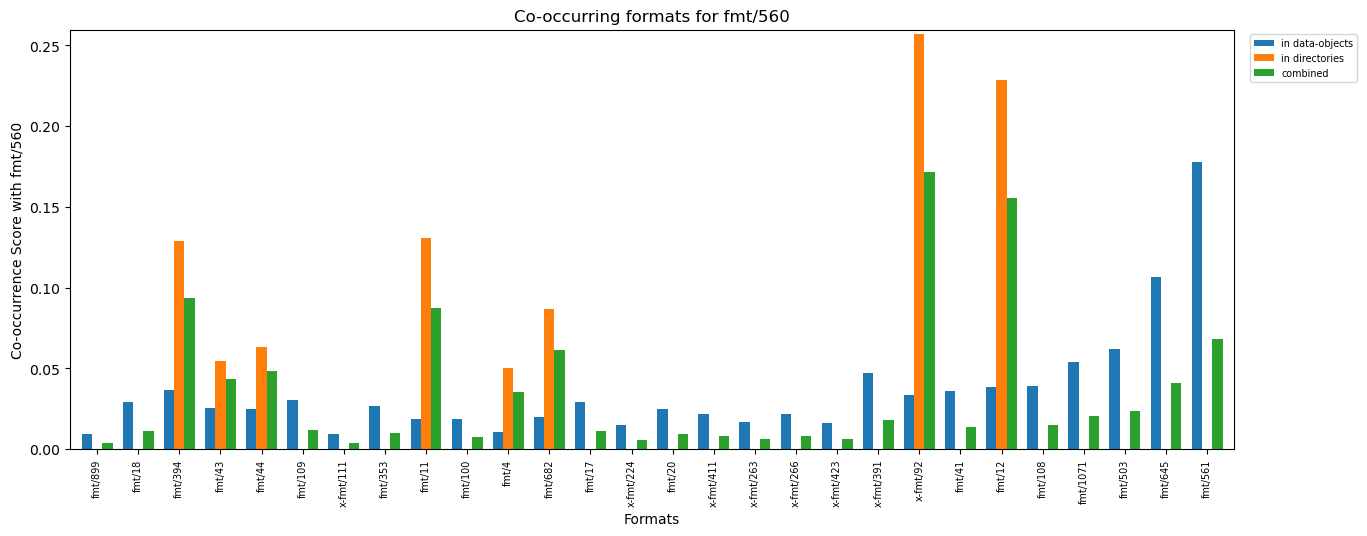 Co-occurring formats for fmt/560
Co-occurrence Score with fmt/560
0.25
0.20
0.15
0.10
0.05
0.00
fmt/899
fmt/18
fmt/394
fmt/43
fmt/44
fmt/109
x-fmt/111
fmt/353
fmt/11
fmt/100
fmt/4
fmt/682
fmt/17
x-fmt/224
fmt/20
x-fmt/411
x-fmt/263
x-fmt/266
x-fmt/423
x-fmt/391
x-fmt/92
fmt/41
fmt/12
fmt/108
fmt/1071
fmt/503
fmt/645
fmt/561
Formats
in data-objects
in directories
combined